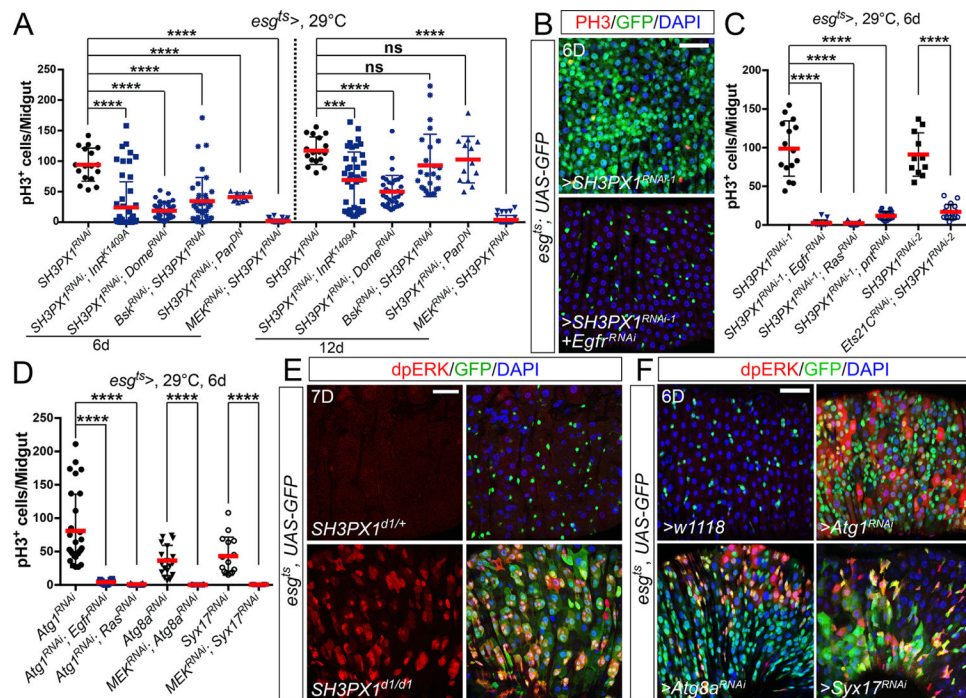 A
esg^ts>, 29°C
pH3⁺ cells/Midgut
250
200
150
100
50
0
****
****
****
****
****
****
ns
ns
****
***
SH3PX1^RNAi
SH3PX1^RNAi; InR^K1409A
SH3PX1^RNAi; Dome^RNAi
Bsk^RNAi; SH3PX1^RNAi
SH3PX1^RNAi; Pan^DN
MEK^RNAi; SH3PX1^RNAi
SH3PX1^RNAi
SH3PX1^RNAi; InR^K1409A
SH3PX1^RNAi; Dome^RNAi
Bsk^RNAi; SH3PX1^RNAi
SH3PX1^RNAi; Pan^DN
MEK^RNAi; SH3PX1^RNAi
6d
12d
B
PH3/GFP/DAPI
esg^ts, UAS-GFP
6D
>SH3PX1^RNAi-1
>SH3PX1^RNAi-1
+Egfr^RNAi
C
esg^ts>, 29°C, 6d
pH3⁺ cells/Midgut
250
200
150
100
50
0
****
****
****
****
SH3PX1^RNAi-1
SH3PX1^RNAi-1; Egfr^RNAi
SH3PX1^RNAi-1; Ras^RNAi
SH3PX1^RNAi-1; pnt^RNAi
SH3PX1^RNAi-2
Ets21C^RNAi; SH3PX1^RNAi-2
D
esg^ts>, 29°C, 6d
pH3⁺ cells/Midgut
250
200
150
100
50
0
****
****
****
****
Atg1^RNAi
Atg1^RNAi; Egfr^RNAi
Atg1^RNAi; Ras^RNAi
Atg8a^RNAi
MEK^RNAi; Atg8a^RNAi
Syx17^RNAi
MEK^RNAi; Syx17^RNAi
E
dpERK/GFP/DAPI
esg^ts, UAS-GFP
7D
SH3PX1^d1/+
SH3PX1^d1/d1
F
dpERK/GFP/DAPI
esg^ts, UAS-GFP
6D
>w1118
>Atg1^RNAi
>Atg8a^RNAi
>Syx17^RNAi